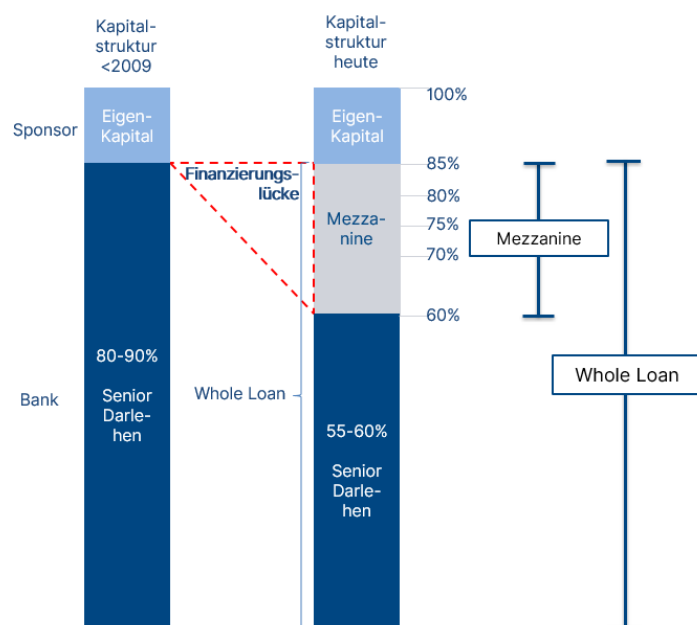 Kapital-
struktur
<2009
Kapital-
struktur
heute
100%
Sponsor
Eigen-
Kapital
Eigen-
Kapital
Finanzierungs-
lücke
85%
80%
Mezza-
nine
75%
70%
Mezzanine
60%
80-90%
Senior
Darle-
hen
Bank
Whole Loan
55-60%
Senior
Darle-
hen
Whole Loan